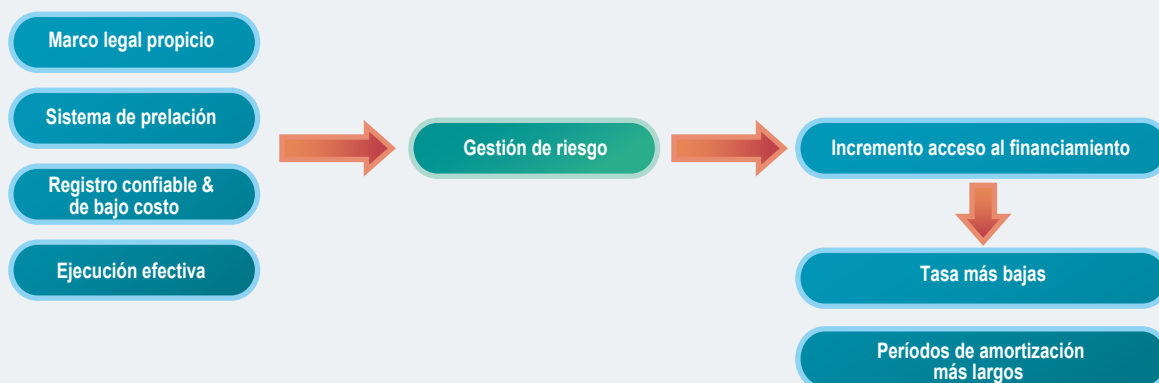 Marco legal propicio
Sistema de prelación
Registro confiable &
de bajo costo
Ejecución efectiva
Gestión de riesgo
Incremento acceso al financiamiento
Tasa más bajas
Períodos de amortización
más largos